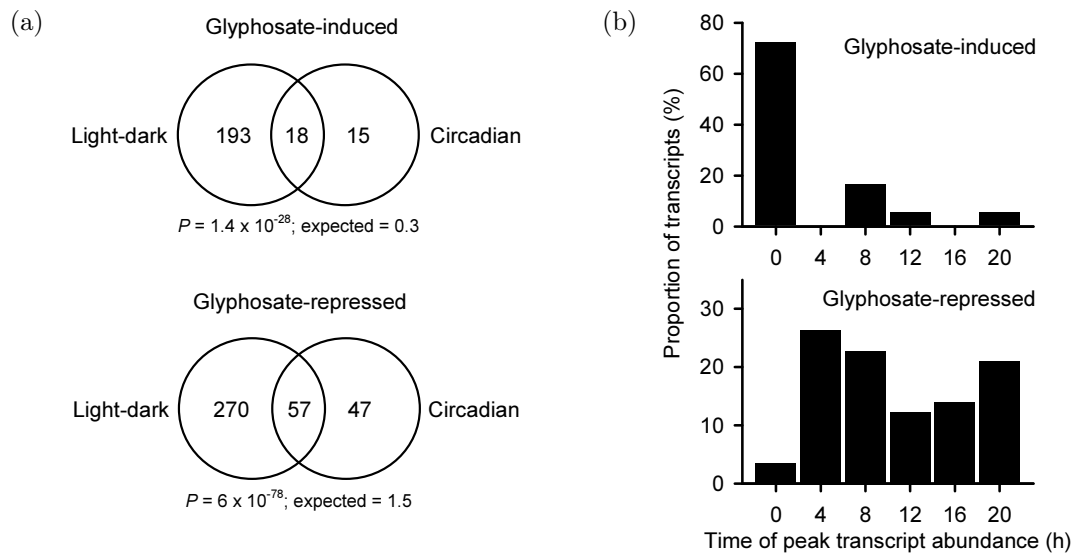 (a)
Glyphosate-induced
Light-dark 193 18 15 Circadian
P = 1.4 x 10⁻²⁸; expected = 0.3
Glyphosate-repressed
Light-dark 270 57 47 Circadian
P = 6 x 10⁻⁷⁸; expected = 1.5
(b)
Proportion of transcripts (%)
Glyphosate-induced
80
60
40
20
0
0 4 8 12 16 20
Glyphosate-repressed
30
20
10
0
0 4 8 12 16 20
Time of peak transcript abundance (h)